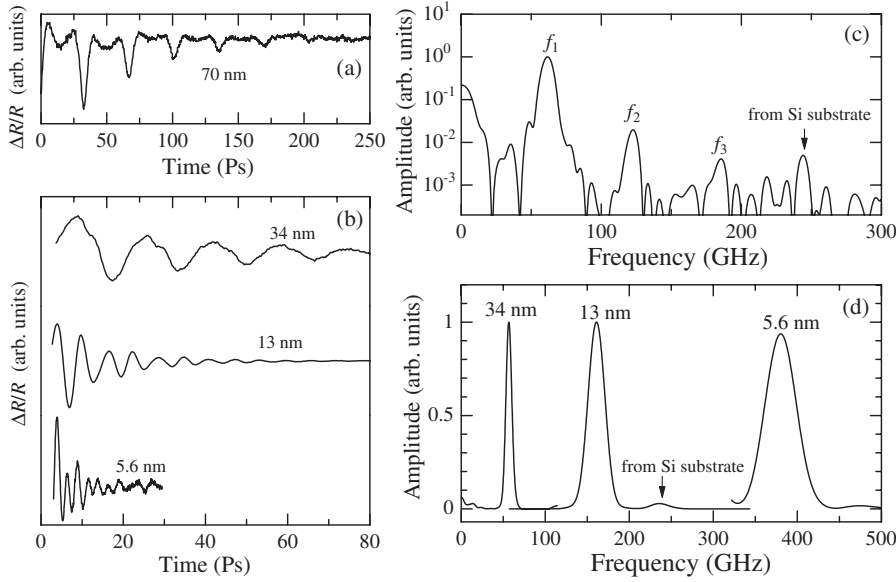 ΔR/R (arb. units)
70 nm
(a)
0 50 100 150 200 250
Time (Ps)
ΔR/R (arb. units)
(b)
34 nm
13 nm
5.6 nm
0 20 40 60 80
Time (Ps)
Amplitude (arb. units)
10^1
10^0
10^-1
10^-2
10^-3
(c)
f1
f2
f3
from Si substrate
0 100 200 300
Frequency (GHz)
Amplitude (arb. units)
1
0.5
0
34 nm
13 nm
5.6 nm
(d)
from Si substrate
0 100 200 300 400 500
Frequency (GHz)